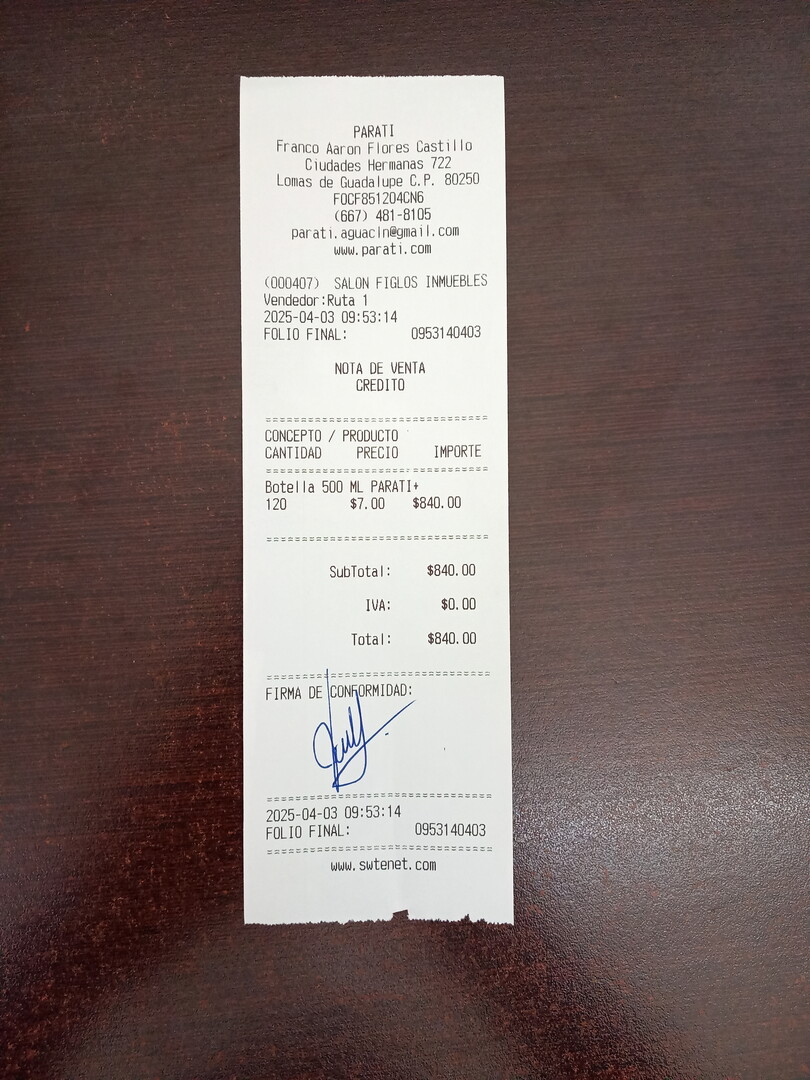 PARATI
Franco Aaron Flores Castillo
Ciudades Hermanas 722
Lomas de Guadalupe C.P. 80250
FOCF851204CN6
(667) 481-8105
parati.aguacln@gmail.com
www.parati.com
(000407) SALON FIGLOS INMUEBLES
Vendedor:Ruta 1
2025-04-03 09:53:14
FOLIO FINAL: 0953140403
NOTA DE VENTA
CREDITO
CONCEPTO / PRODUCTO
CANTIDAD PRECIO IMPORTE
Botella 500 ML PARATI+
120 $7.00 $840.00
SubTotal: $840.00
IVA: $0.00
Total: $840.00
FIRMA DE CONFORMIDAD:
2025-04-03 09:53:14
FOLIO FINAL: 0953140403
www.swtenet.com